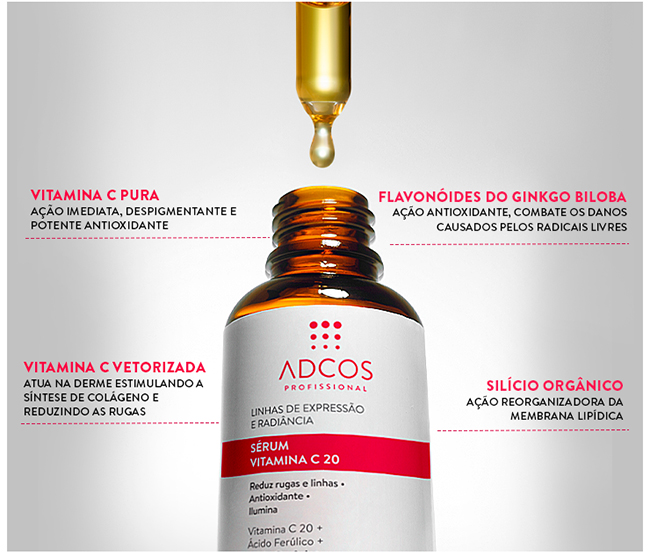 VITAMINA C PURA
AÇÃO IMEDIATA, DESPIGMENTANTE E
POTENTE ANTIOXIDANTE
FLAVONÓIDES DO GINKGO BILOBA
AÇÃO ANTIOXIDANTE, COMBATE OS DANOS
CAUSADOS PELOS RADICAIS LIVRES
VITAMINA C VETORIZADA
ATUA NA DERME ESTIMULANDO A
SÍNTESE DE COLÁGENO E
REDUZINDO AS RUGAS
SILÍCIO ORGÂNICO
AÇÃO REORGANIZADORA DA
MEMBRANA LIPÍDICA
ADCOS
PROFISSIONAL
LINHAS DE EXPRESSÃO
E RADIÂNCIA
SÉRUM
VITAMINA C 20
Reduz rugas e linhas •
Antioxidante •
Ilumina
Vitamina C 20 +
Ácido Ferúlico +